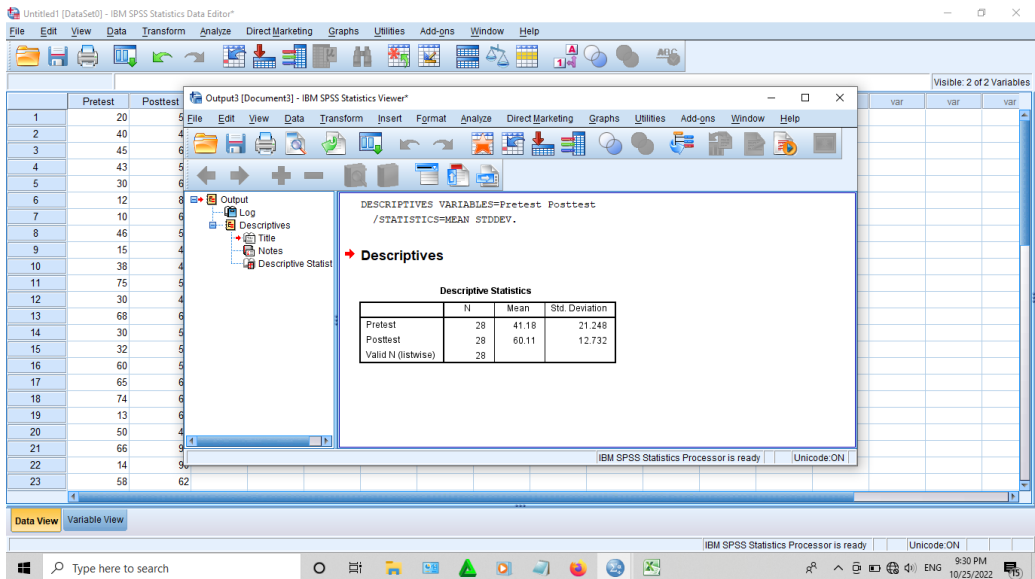 Untitled1 [DataSet0] - IBM SPSS Statistics Data Editor*
File Edit View Data Transform Analyze Direct Marketing Graphs Utilities Add-ons Window Help
Visible: 2 of 2 Variables
Pretest Posttest var var var
1 20
2 40
3 45
4 43
5 30
6 12
7 10
8 46
9 15
10 38
11 75
12 30
13 68
14 30
15 32
16 60
17 65
18 74
19 13
20 50
21 66
22 14
23 58 62
Output3 [Document3] - IBM SPSS Statistics Viewer*
File Edit View Data Transform Insert Format Analyze Direct Marketing Graphs Utilities Add-ons Window Help
Output
Log
Descriptives
Title
Notes
Descriptive Statist
DESCRIPTIVES VARIABLES=Pretest Posttest
/STATISTICS=MEAN STDDEV.
Descriptives
Descriptive Statistics
N Mean Std. Deviation
Pretest 28 41.18 21.248
Posttest 28 60.11 12.732
Valid N (listwise) 28
IBM SPSS Statistics Processor is ready Unicode:ON
Data View Variable View
IBM SPSS Statistics Processor is ready Unicode:ON
Type here to search
ENG 9:30 PM
10/25/2022